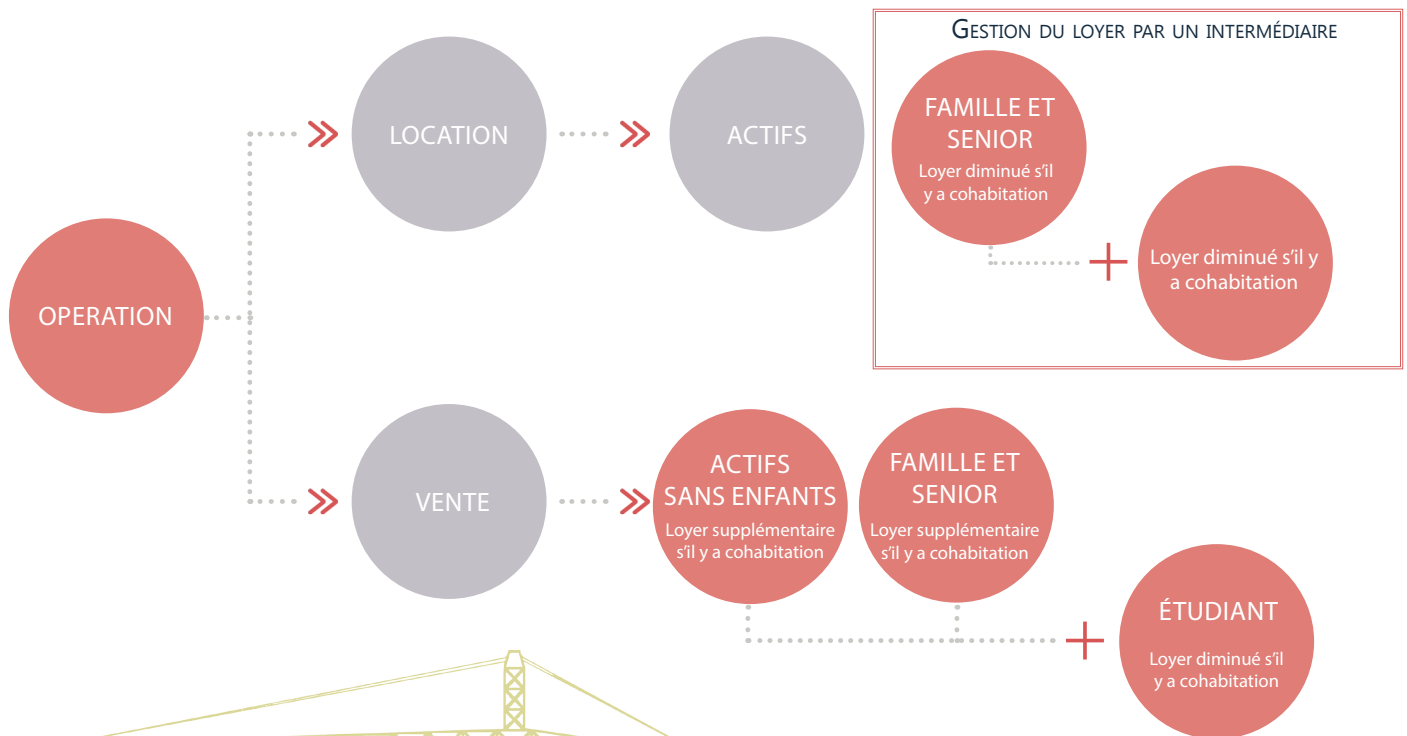 GESTION DU LOYER PAR UN INTERMÉDIAIRE
OPERATION
LOCATION
ACTIFS
FAMILLE ET
SENIOR
Loyer diminué s'il
y a cohabitation
Loyer diminué s'il y
a cohabitation
VENTE
ACTIFS
SANS ENFANTS
Loyer supplémentaire
s'il y a cohabitation
FAMILLE ET
SENIOR
Loyer supplémentaire
s'il y a cohabitation
ÉTUDIANT
Loyer diminué s'il
y a cohabitation